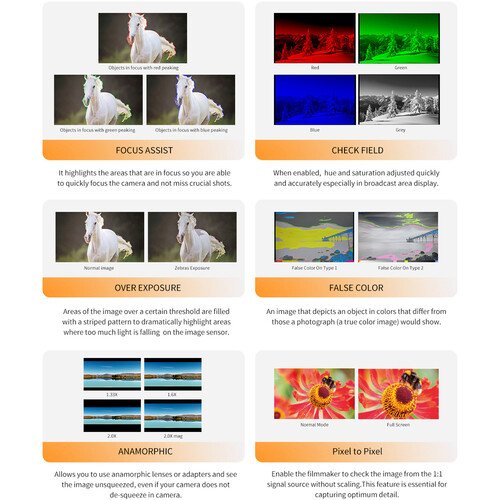 Objects in focus with red peaking
Objects in focus with green peaking
Objects in focus with blue peaking
FOCUS ASSIST
It highlights the areas that are in focus so you are able
to quickly focus the camera and not miss crucial shots.
Red
Green
Blue
Grey
CHECK FIELD
When enabled, hue and saturation adjusted quickly
and accurately especially in broadcast area display.
Normal image
Zebras Exposure
OVER EXPOSURE
Areas of the image over a certain threshold are filled
with a striped pattern to dramatically highlight areas
where too much light is falling on the image sensor.
False Color On Type 1
False Color On Type 2
FALSE COLOR
An image that depicts an object in colors that differ from
those a photograph (a true color image) would show.
1.33X
1.6X
2.0X
2.0X mag
ANAMORPHIC
Allows you to use anamorphic lenses or adapters and see
the image unsqueezed, even if your camera does not
de-squeeze in camera.
Normal Mode
Full Screen
Pixel to Pixel
Enable the filmmaker to check the image from the 1:1
signal source without scaling.This feature is essential for
capturing optimum detail.